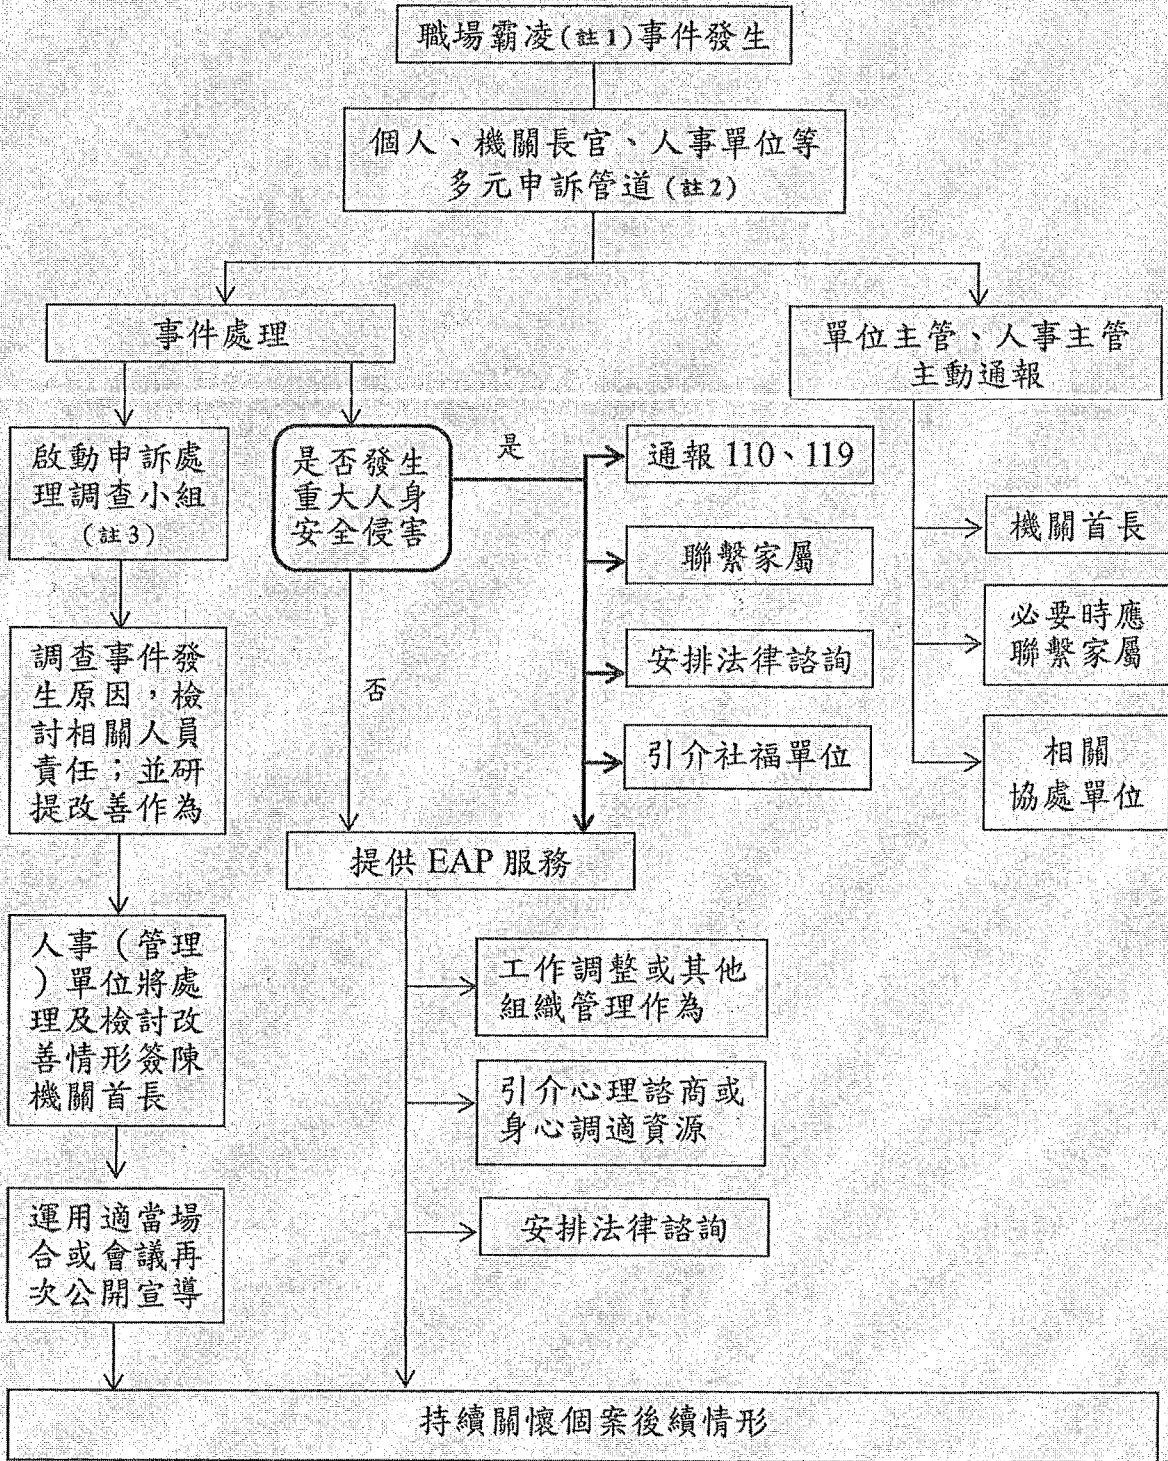 職場霸凌(註1)事件發生
個人、機關長官、人事單位等
多元申訴管道(註2)
事件處理
單位主管、人事主管
主動通報
啟動申訴處
理調查小組
(註3)
是否發生
重大人身
安全侵害
是
否
通報 110、119
聯繫家屬
安排法律諮詢
引介社福單位
機關首長
必要時應
聯繫家屬
相關
協處單位
調查事件發
生原因，檢
討相關人員
責任；並研
提改善作為
提供 EAP 服務
人事（管理
）單位將處
理及檢討改
善情形簽陳
機關首長
工作調整或其他
組織管理作為
引介心理諮商或
身心調適資源
安排法律諮詢
運用適當場
合或會議再
次公開宣導
持續關懷個案後續情形